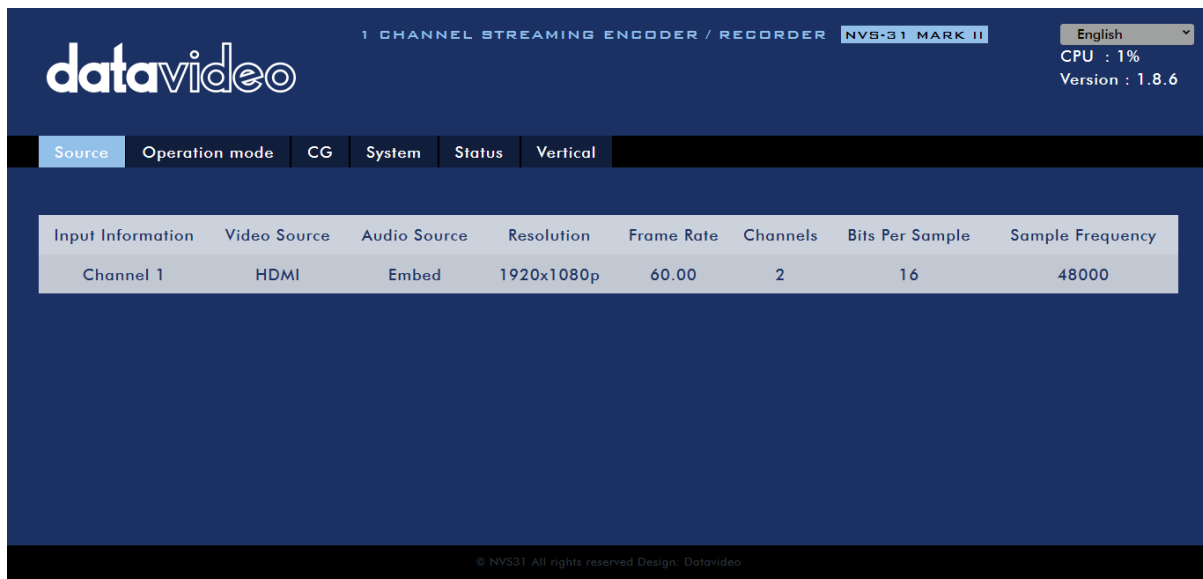 1 CHANNEL STREAMING ENCODER / RECORDER NVS-31 MARK II
English
datavideo
CPU : 1%
Version : 1.8.6
Source Operation mode CG System Status Vertical
Input Information Video Source Audio Source Resolution Frame Rate Channels Bits Per Sample Sample Frequency
Channel 1 HDMI Embed 1920x1080p 60.00 2 16 48000
© NVS31 All rights reserved Design: Datavideo